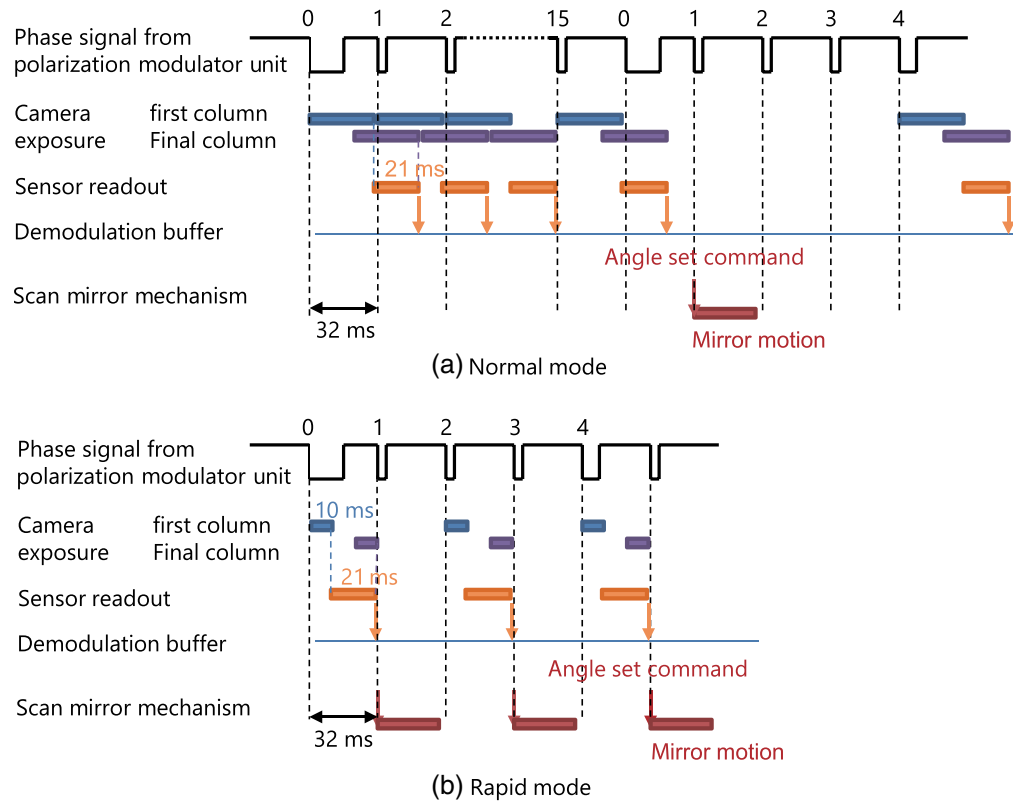 0 1 2 15 0 1 2 3 4
Phase signal from
polarization modulator unit
Camera first column
exposure Final column
21 ms
Sensor readout
Demodulation buffer
Angle set command
Scan mirror mechanism
32 ms
Mirror motion
(a) Normal mode
0 1 2 3 4
Phase signal from
polarization modulator unit
10 ms
Camera first column
exposure Final column
21 ms
Sensor readout
Demodulation buffer
Angle set command
Scan mirror mechanism
32 ms
Mirror motion
(b) Rapid mode